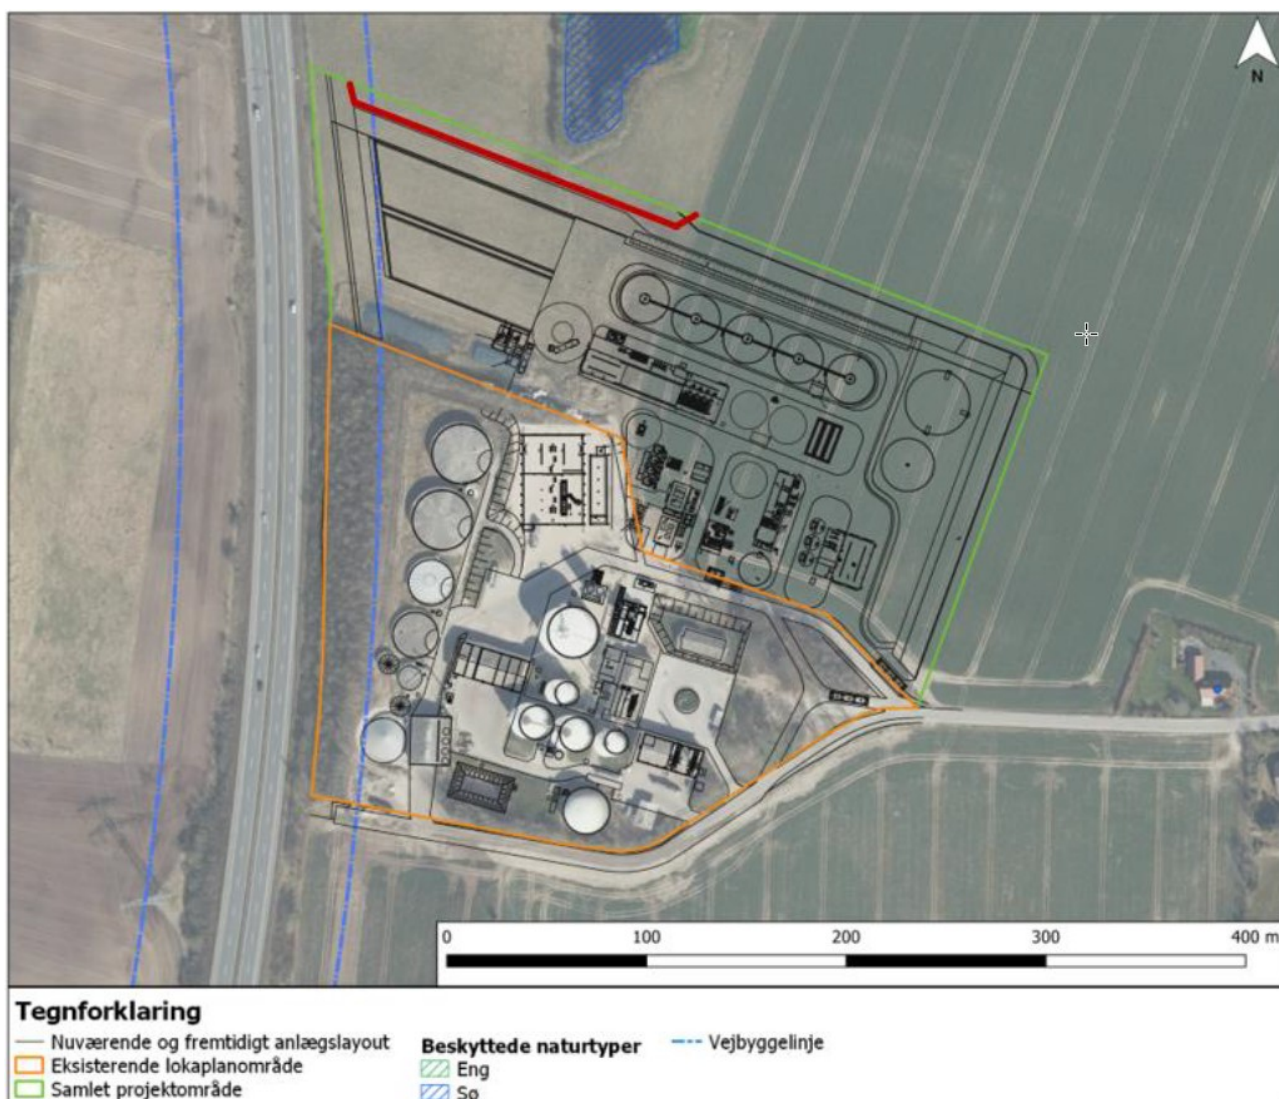 N
0 100 200 300 400 m
Tegnforklaring
Nuværende og fremtidigt anlægslayout
Eksisterende lokaplanområde
Samlet projektområde
Beskyttede naturtyper
Eng
Sø
Vejbyggelinje